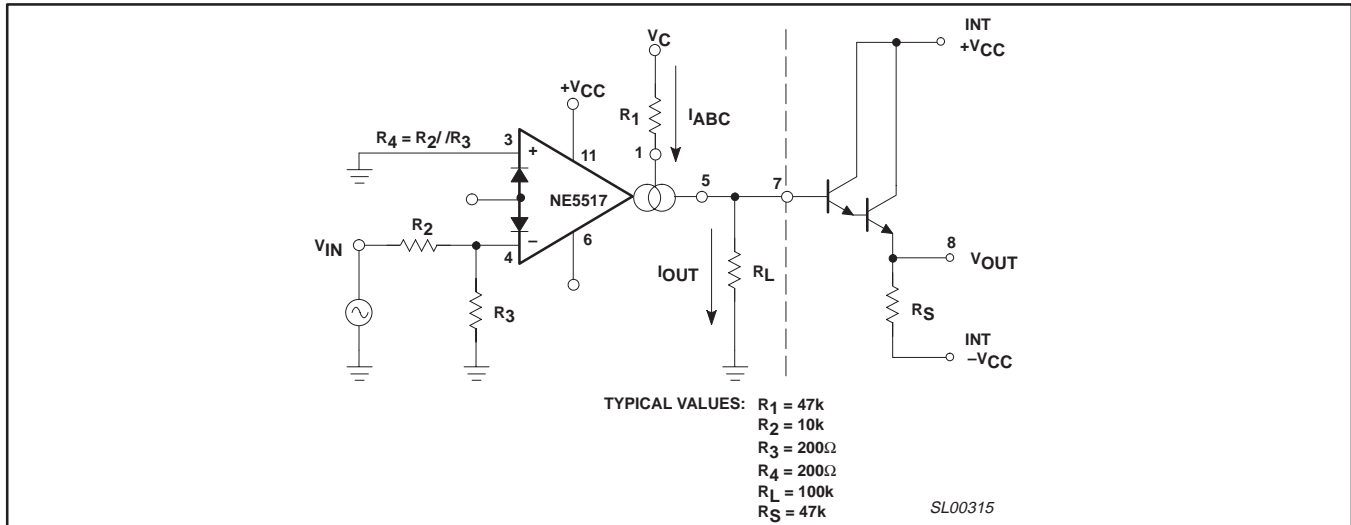 INT
+VCC
VC
+VCC
R1
IABC
R4 = R2/ /R3
3
+
11
1
NE5517
5
7
6
VIN
R2
–
4
R3
IOUT
RL
8
VOUT
RS
INT
–VCC
TYPICAL VALUES: R1 = 47k
R2 = 10k
R3 = 200Ω
R4 = 200Ω
RL = 100k
RS = 47k
SL00315